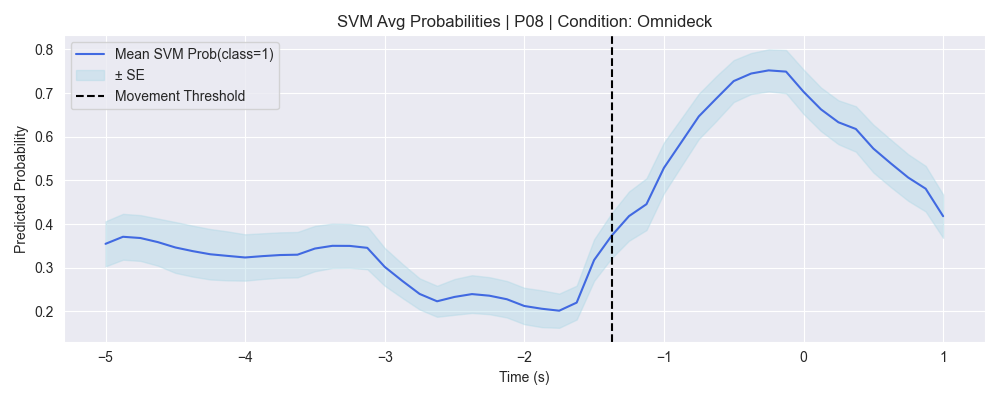 SVM Avg Probabilities | P08 | Condition: Omnideck
Mean SVM Prob(class=1)
± SE
Movement Threshold
Predicted Probability
0.8
0.7
0.6
0.5
0.4
0.3
0.2
−5
−4
−3
−2
−1
0
1
Time (s)